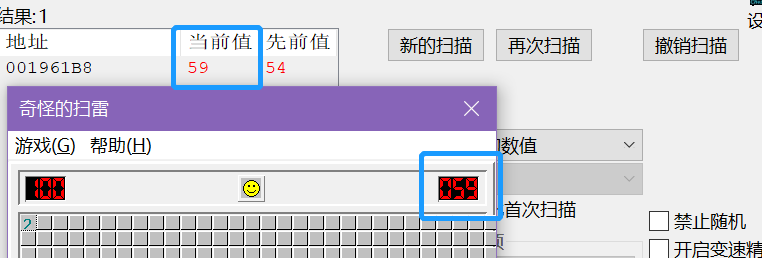 结果:1
设
地址 当前值 先前值
新的扫描 再次扫描 撤销扫描
001961B8 59 54
奇怪的扫雷
游戏(G) 帮助(H)
数值
100 059
首次扫描
2
禁止随机
开启变速精